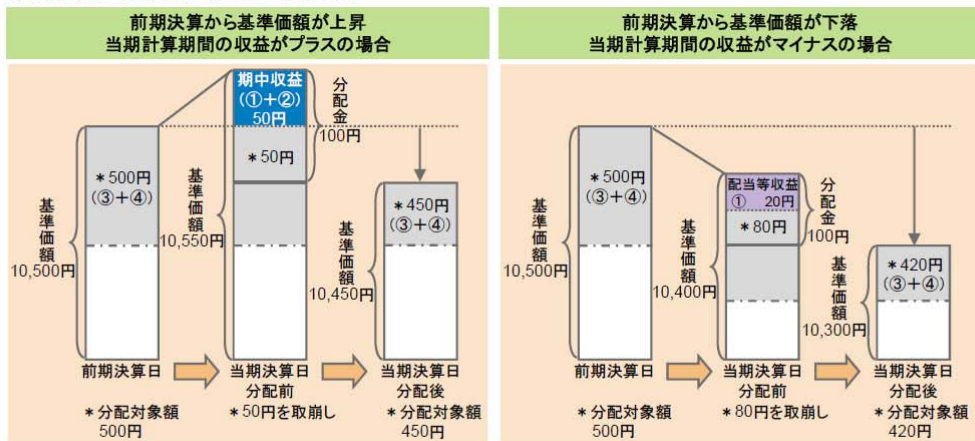 前期決算から基準価額が上昇
当期計算期間の収益がプラスの場合
期中収益
(①+②)
50円
*50円
分配金
100円
*500円
(③+④)
*450円
(③+④)
基準価額
10,500円
基準価額
10,550円
基準価額
10,450円
前期決算日
当期決算日
分配前
当期決算日
分配後
*分配対象額
500円
*50円を取崩し
*分配対象額
450円
前期決算から基準価額が下落
当期計算期間の収益がマイナスの場合
*500円
(③+④)
配当等収益
① 20円
*80円
分配金
100円
*420円
(③+④)
基準価額
10,500円
基準価額
10,400円
基準価額
10,300円
前期決算日
当期決算日
分配前
当期決算日
分配後
*分配対象額
500円
*80円を取崩し
*分配対象額
420円